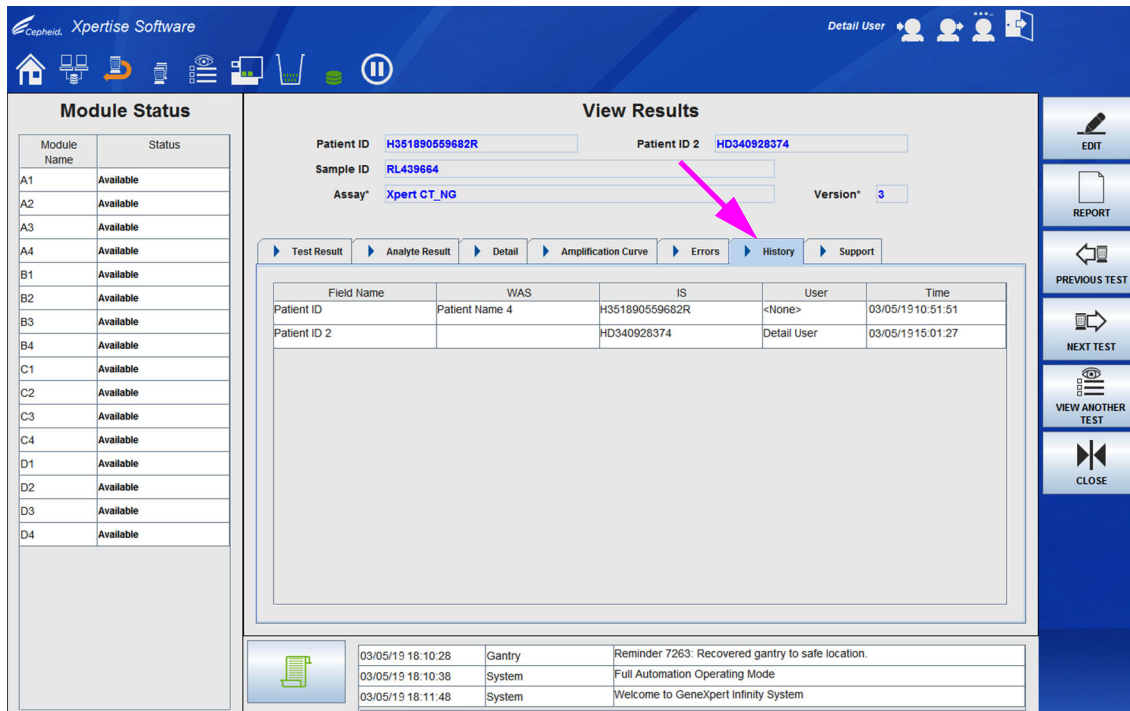 Cepheid. Xpertise Software
Detail User
Module Status
Module Name Status
A1 Available
A2 Available
A3 Available
A4 Available
B1 Available
B2 Available
B3 Available
B4 Available
C1 Available
C2 Available
C3 Available
C4 Available
D1 Available
D2 Available
D3 Available
D4 Available
View Results
Patient ID H351890559682R Patient ID 2 HD340928374
Sample ID RL439664
Assay* Xpert CT_NG Version* 3
Test Result Analyte Result Detail Amplification Curve Errors History Support
Field Name WAS IS User Time
Patient ID Patient Name 4 H351890559682R <None> 03/05/19 10:51:51
Patient ID 2 HD340928374 Detail User 03/05/19 15:01:27
03/05/19 18:10:28 Gantry Reminder 7263: Recovered gantry to safe location.
03/05/19 18:10:38 System Full Automation Operating Mode
03/05/19 18:11:48 System Welcome to GeneXpert Infinity System
EDIT
REPORT
PREVIOUS TEST
NEXT TEST
VIEW ANOTHER
TEST
CLOSE